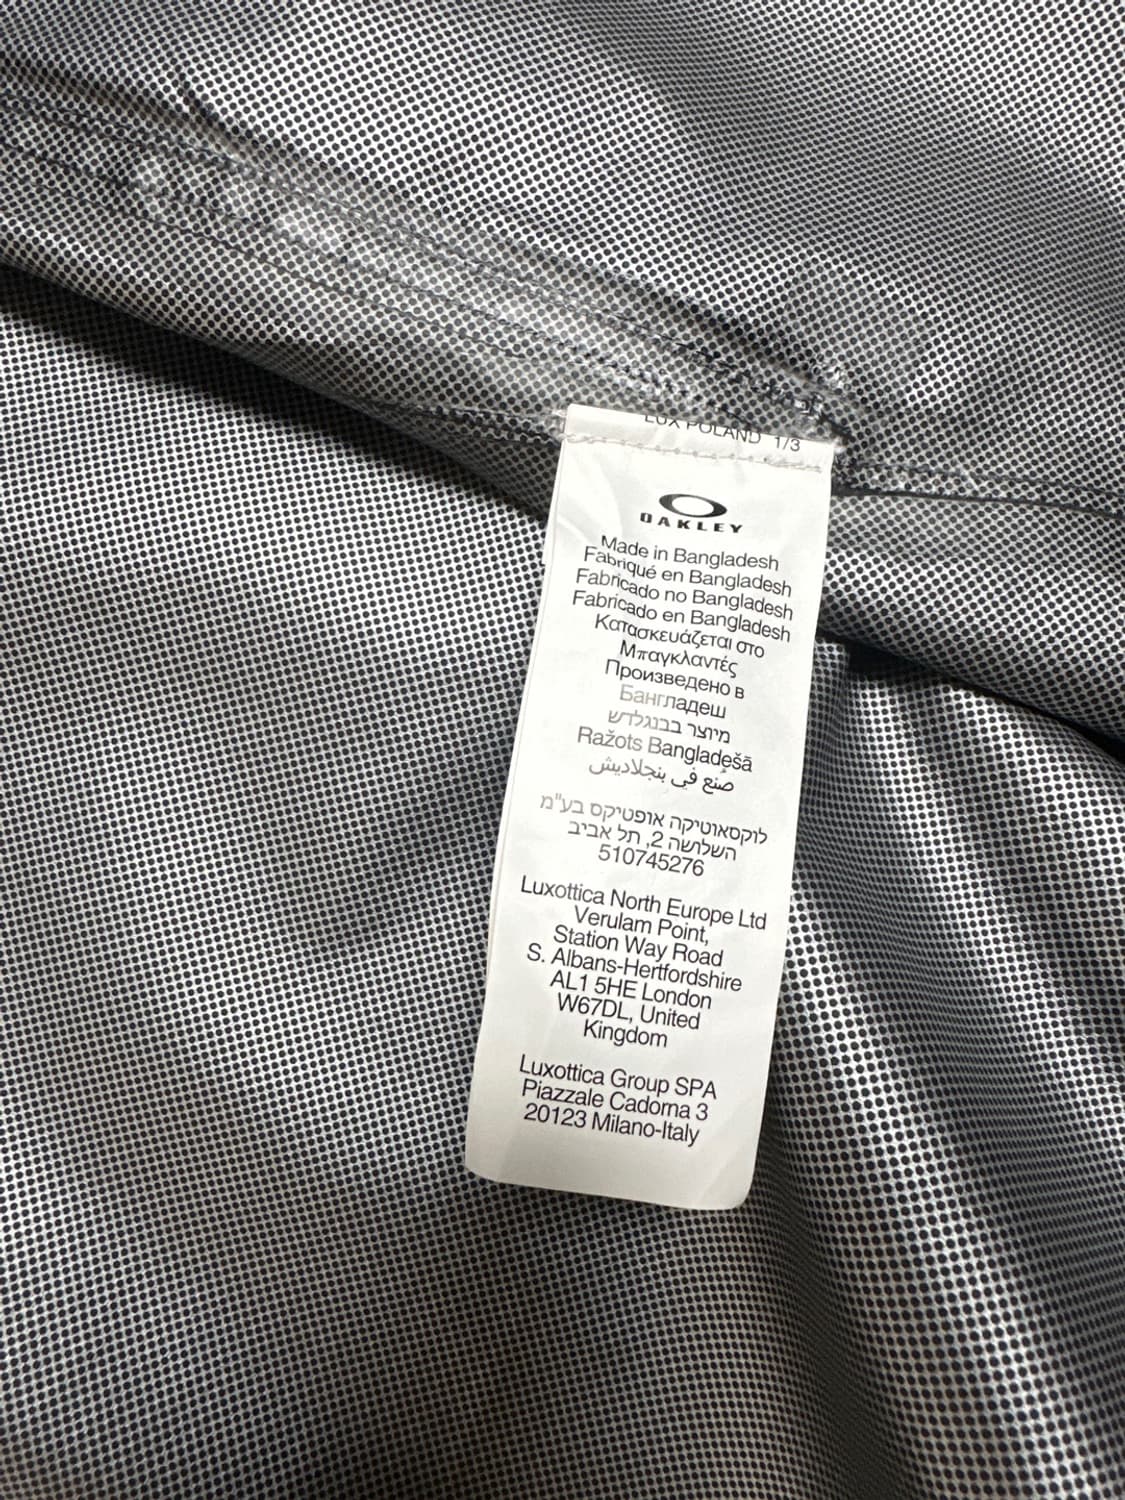 LUX POLAND 1/3
OAKLEY
Made in Bangladesh
Fabriqué en Bangladesh
Fabricado no Bangladesh
Fabricado en Bangladesh
Κατασκευάζεται στο
Μπαγκλαντές
Произведено в
Бангладеш
מיוצר בבנגלדש
Ražots Bangladešā
صنع في بنجلاديش
לוקסאוטיקה אופטיקס בע"מ
השלושה 2, תל אביב
510745276
Luxottica North Europe Ltd
Verulam Point,
Station Way Road
S. Albans-Hertfordshire
AL1 5HE London
W67DL, United
Kingdom
Luxottica Group SPA
Piazzale Cadorna 3
20123 Milano-Italy